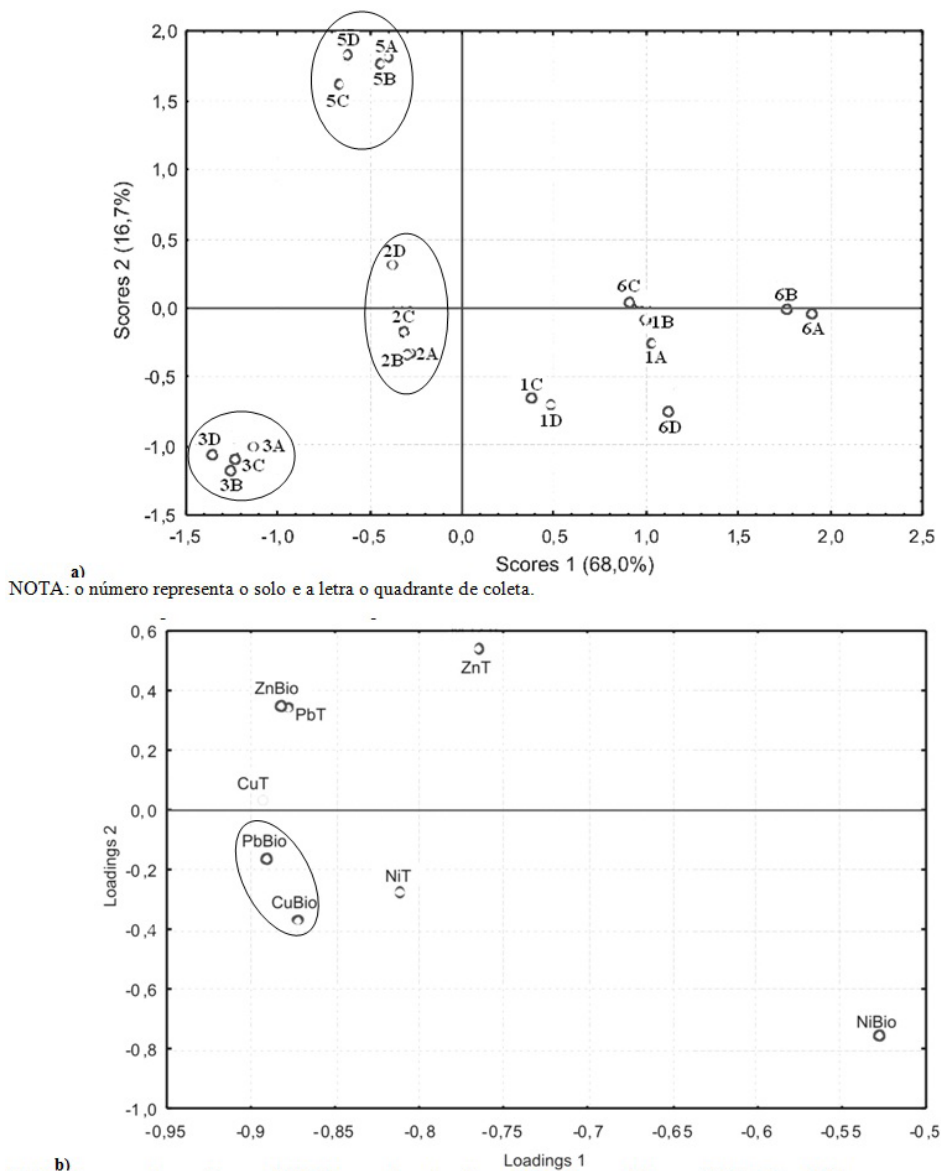 2,0
1,5
1,0
0,5
0,0
-0,5
-1,0
-1,5
Scores 2 (16,7%)
5D 5A
5B
5C
2D
2C
2B 2A
6C
1B
1A
6B
6A
1C
1D
6D
3D 3A
3C
3B
-1,5 -1,0 -0,5 0,0 0,5 1,0 1,5 2,0 2,5
Scores 1 (68,0%)
a)
NOTA: o número representa o solo e a letra o quadrante de coleta.
0,6
0,4
0,2
0,0
-0,2
-0,4
-0,6
-0,8
-1,0
Loadings 2
ZnT
ZnBio
PbT
CuT
PbBio
NiT
CuBio
NiBio
-0,95 -0,9 -0,85 -0,8 -0,75 -0,7 -0,65 -0,6 -0,55 -0,5
Loadings 1
b)